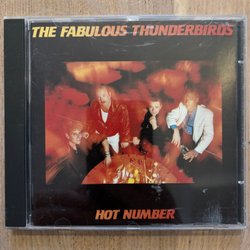 THE FABULOUS THUNDERBIRDS
HOT NUMBER